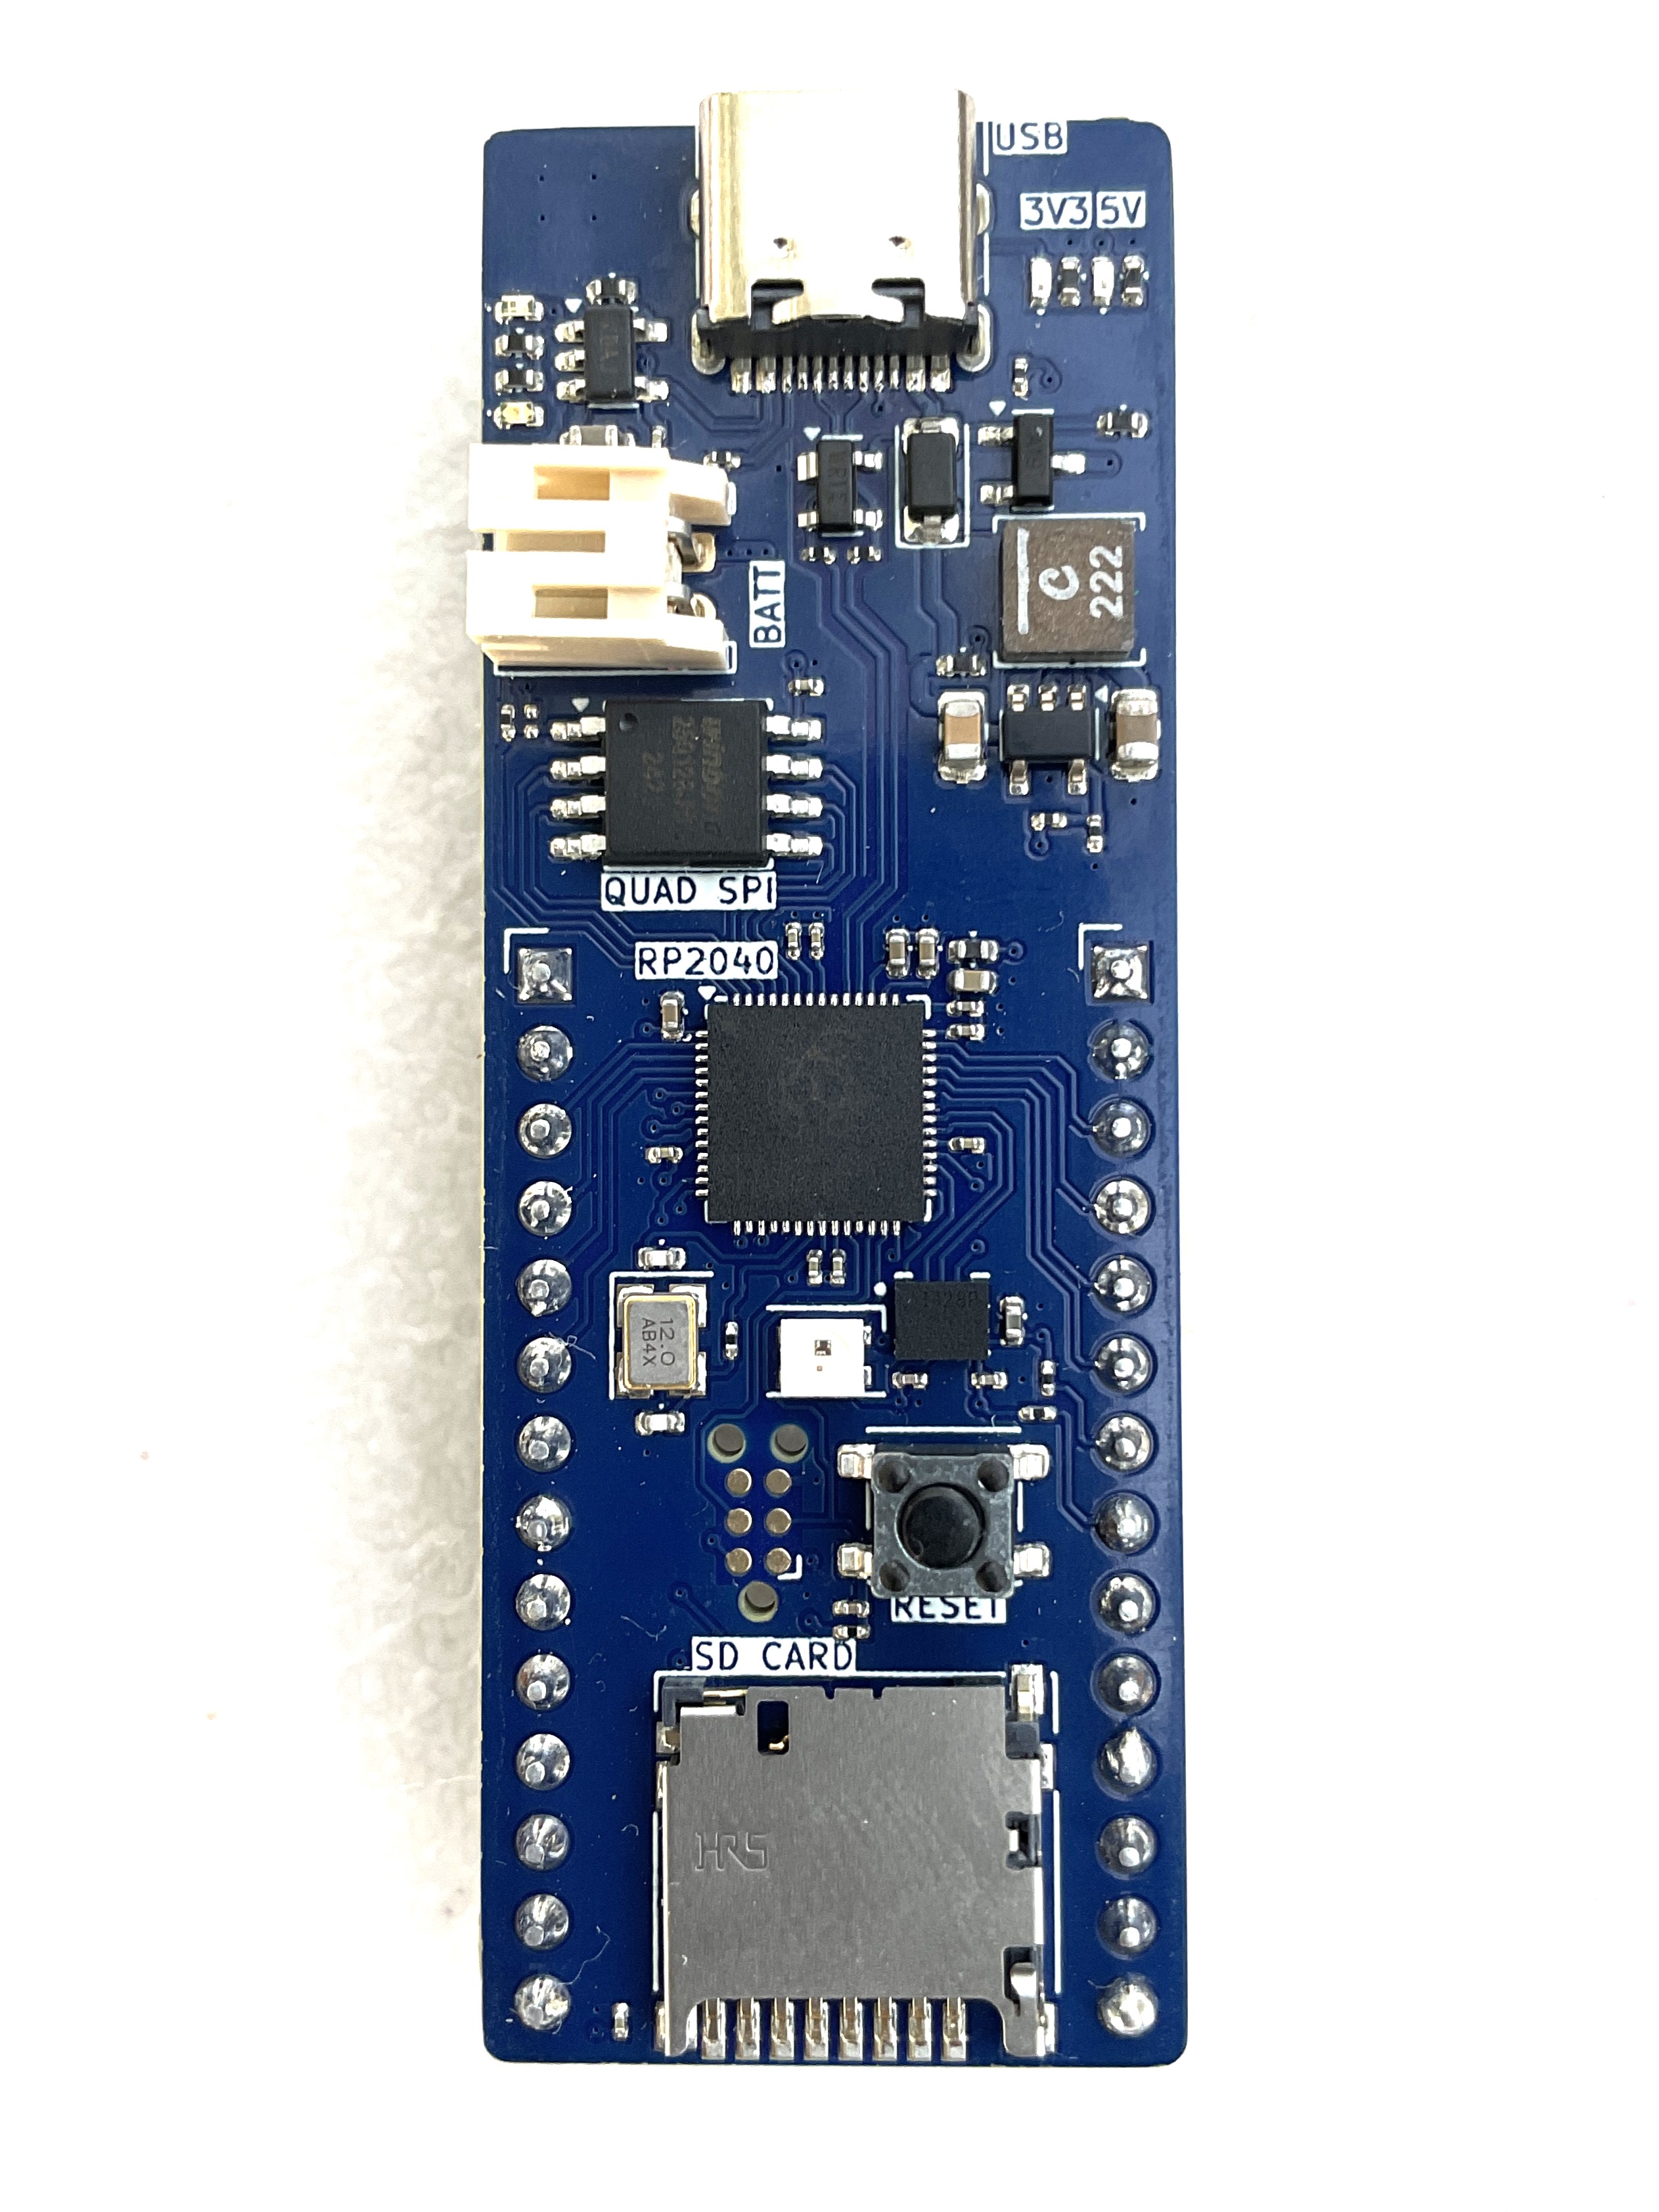 USB
3V3 5V
BATT
C
222
QUAD SPI
RP2040
12.0
AB4X
RESET
SD CARD
HRS